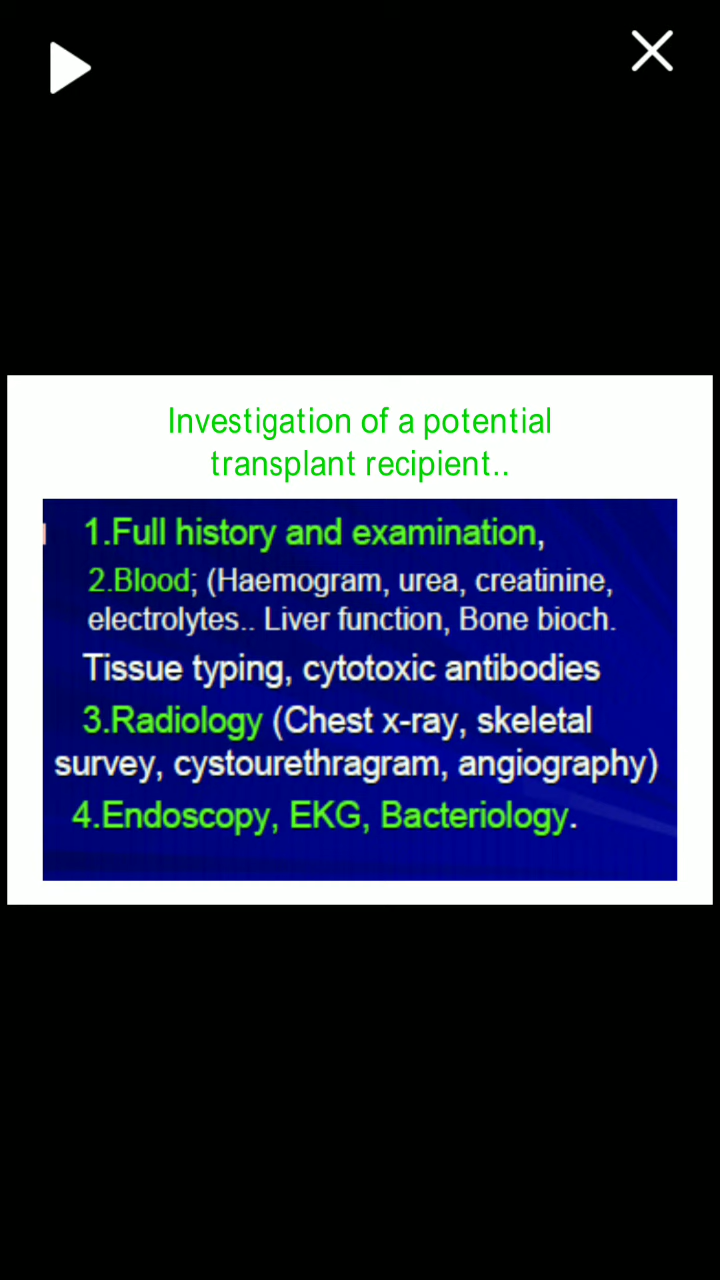 Investigation of a potential
transplant recipient..
1.Full history and examination,
2.Blood; (Haemogram, urea, creatinine,
electrolytes.. Liver function, Bone bioch.
Tissue typing, cytotoxic antibodies
3.Radiology (Chest x-ray, skeletal
survey, cystourethragram, angiography)
4.Endoscopy, EKG, Bacteriology.